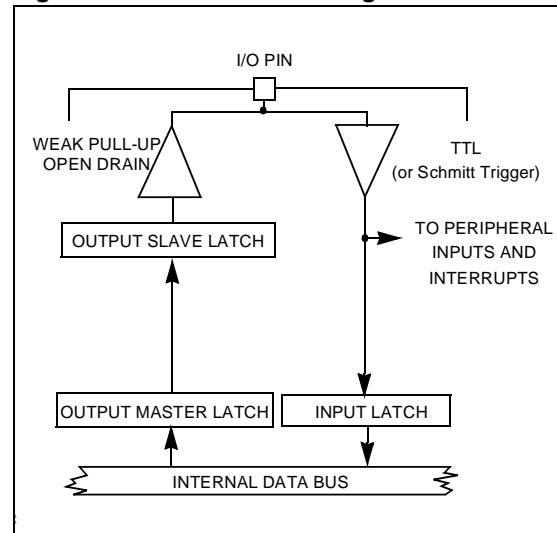 I/O PIN
WEAK PULL-UP
OPEN DRAIN
TTL
(or Schmitt Trigger)
OUTPUT SLAVE LATCH
TO PERIPHERAL
INPUTS AND
INTERRUPTS
OUTPUT MASTER LATCH
INPUT LATCH
INTERNAL DATA BUS